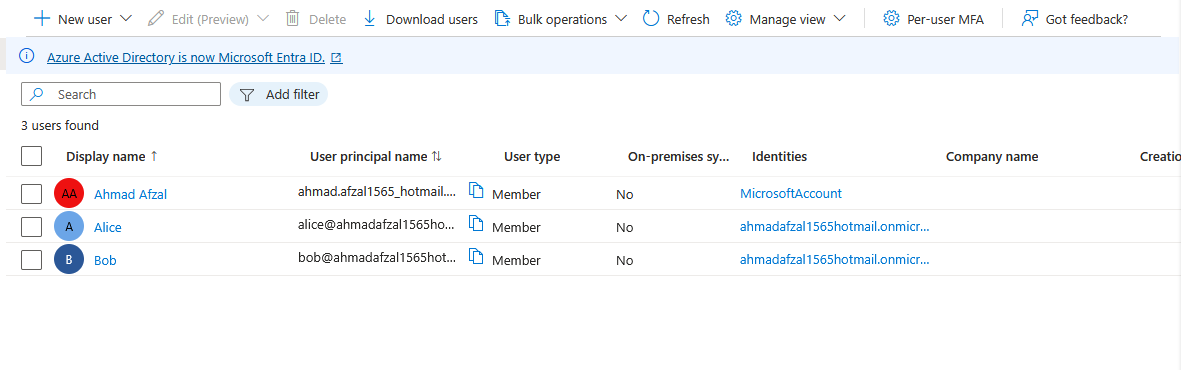 New user Edit (Preview) Delete Download users Bulk operations Refresh Manage view Per-user MFA Got feedback?
Azure Active Directory is now Microsoft Entra ID.
Search Add filter
3 users found
Display name User principal name User type On-premises sy... Identities Company name Creatio
AA Ahmad Afzal ahmad.afzal1565_hotmail.... Member No MicrosoftAccount
A Alice alice@ahmadafzal1565ho... Member No ahmadafzal1565hotmail.onmicr...
B Bob bob@ahmadafzal1565hot... Member No ahmadafzal1565hotmail.onmicr...